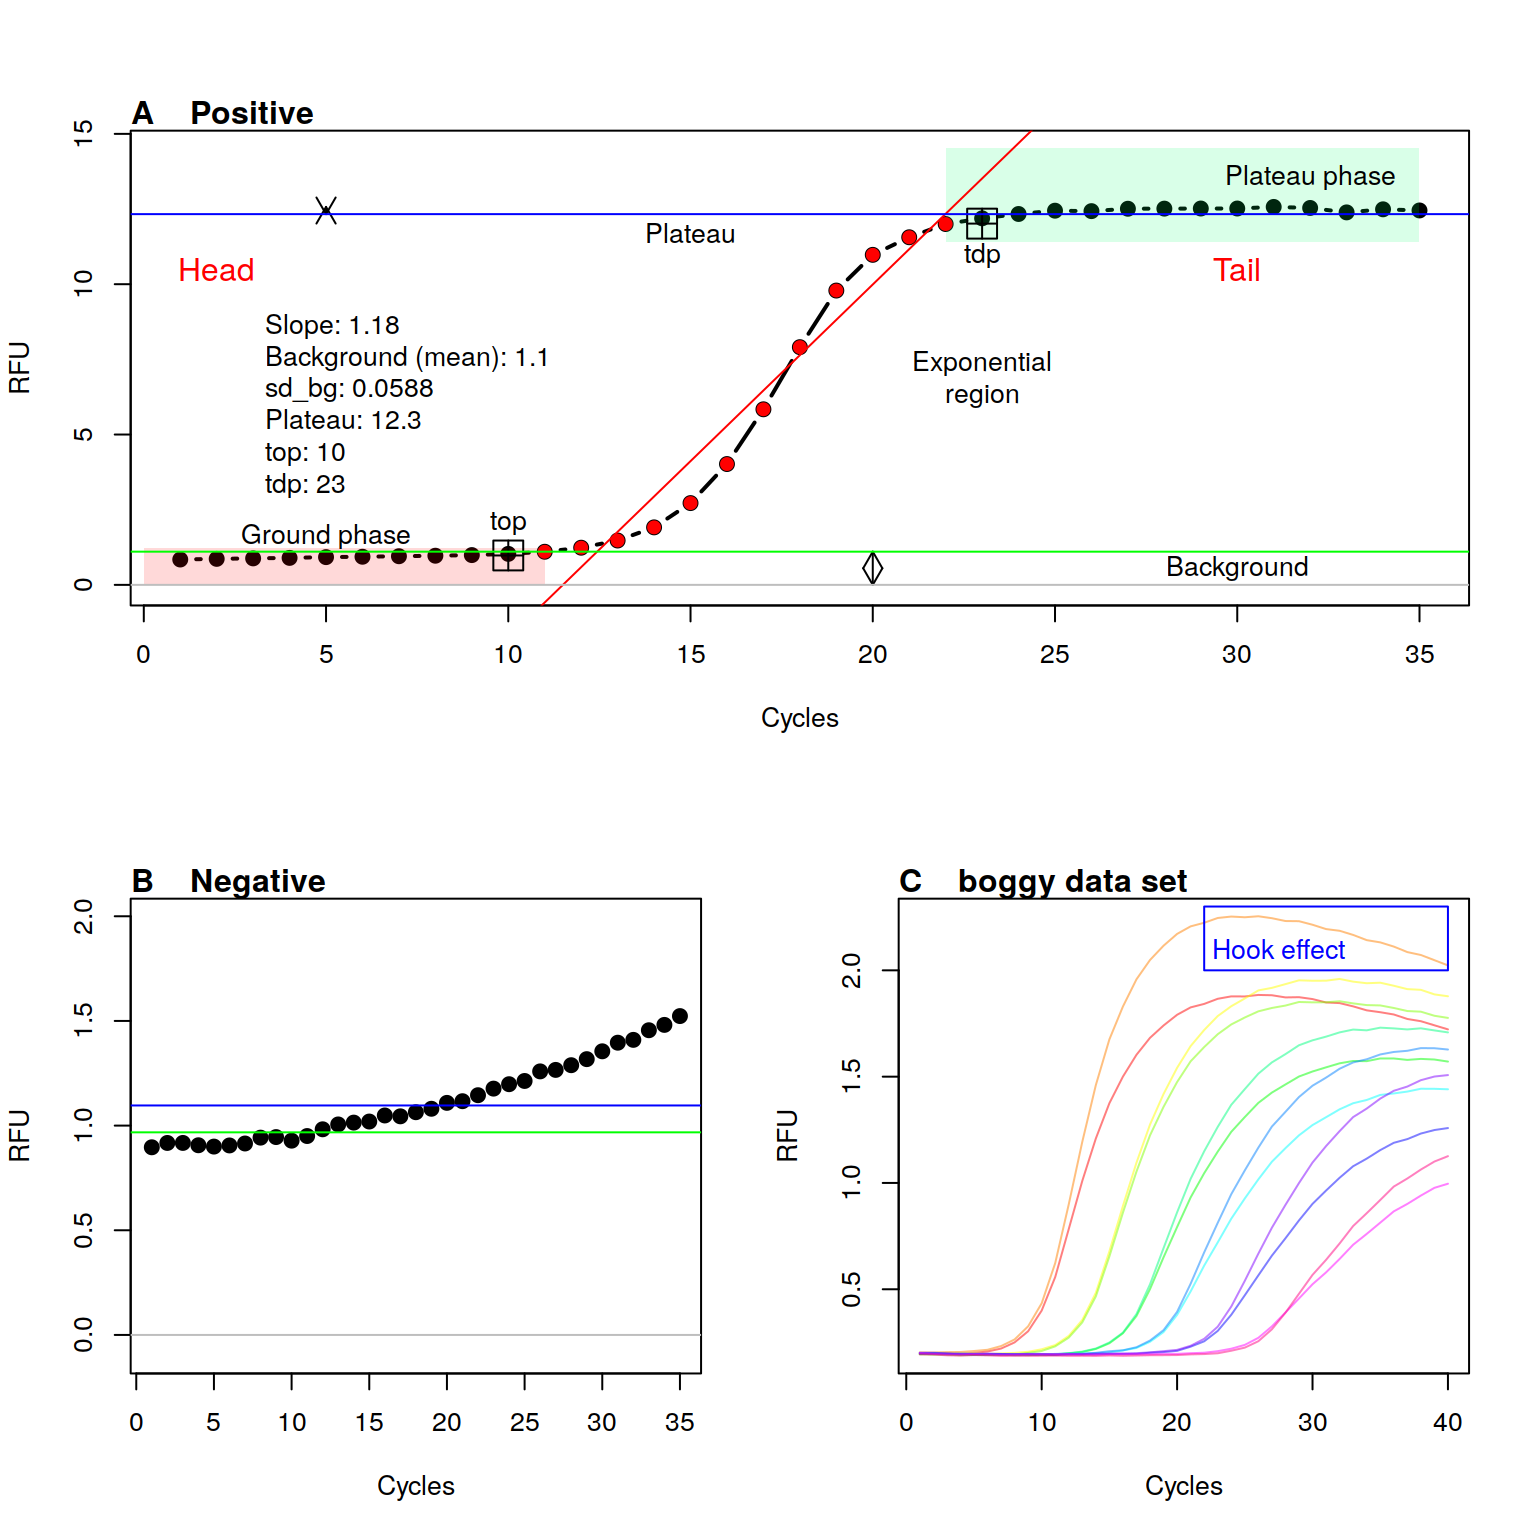 A Positive
15
10
5
0
RFU
Plateau phase
Plateau
tdp
Head
Tail
Slope: 1.18
Background (mean): 1.1
sd_bg: 0.0588
Plateau: 12.3
top: 10
tdp: 23
Exponential
region
top
Ground phase
Background
0 5 10 15 20 25 30 35
Cycles
B Negative
2.0
1.5
1.0
0.5
0.0
RFU
0 5 10 15 20 25 30 35
Cycles
C boggy data set
Hook effect
2.0
1.5
1.0
0.5
RFU
0 10 20 30 40
Cycles